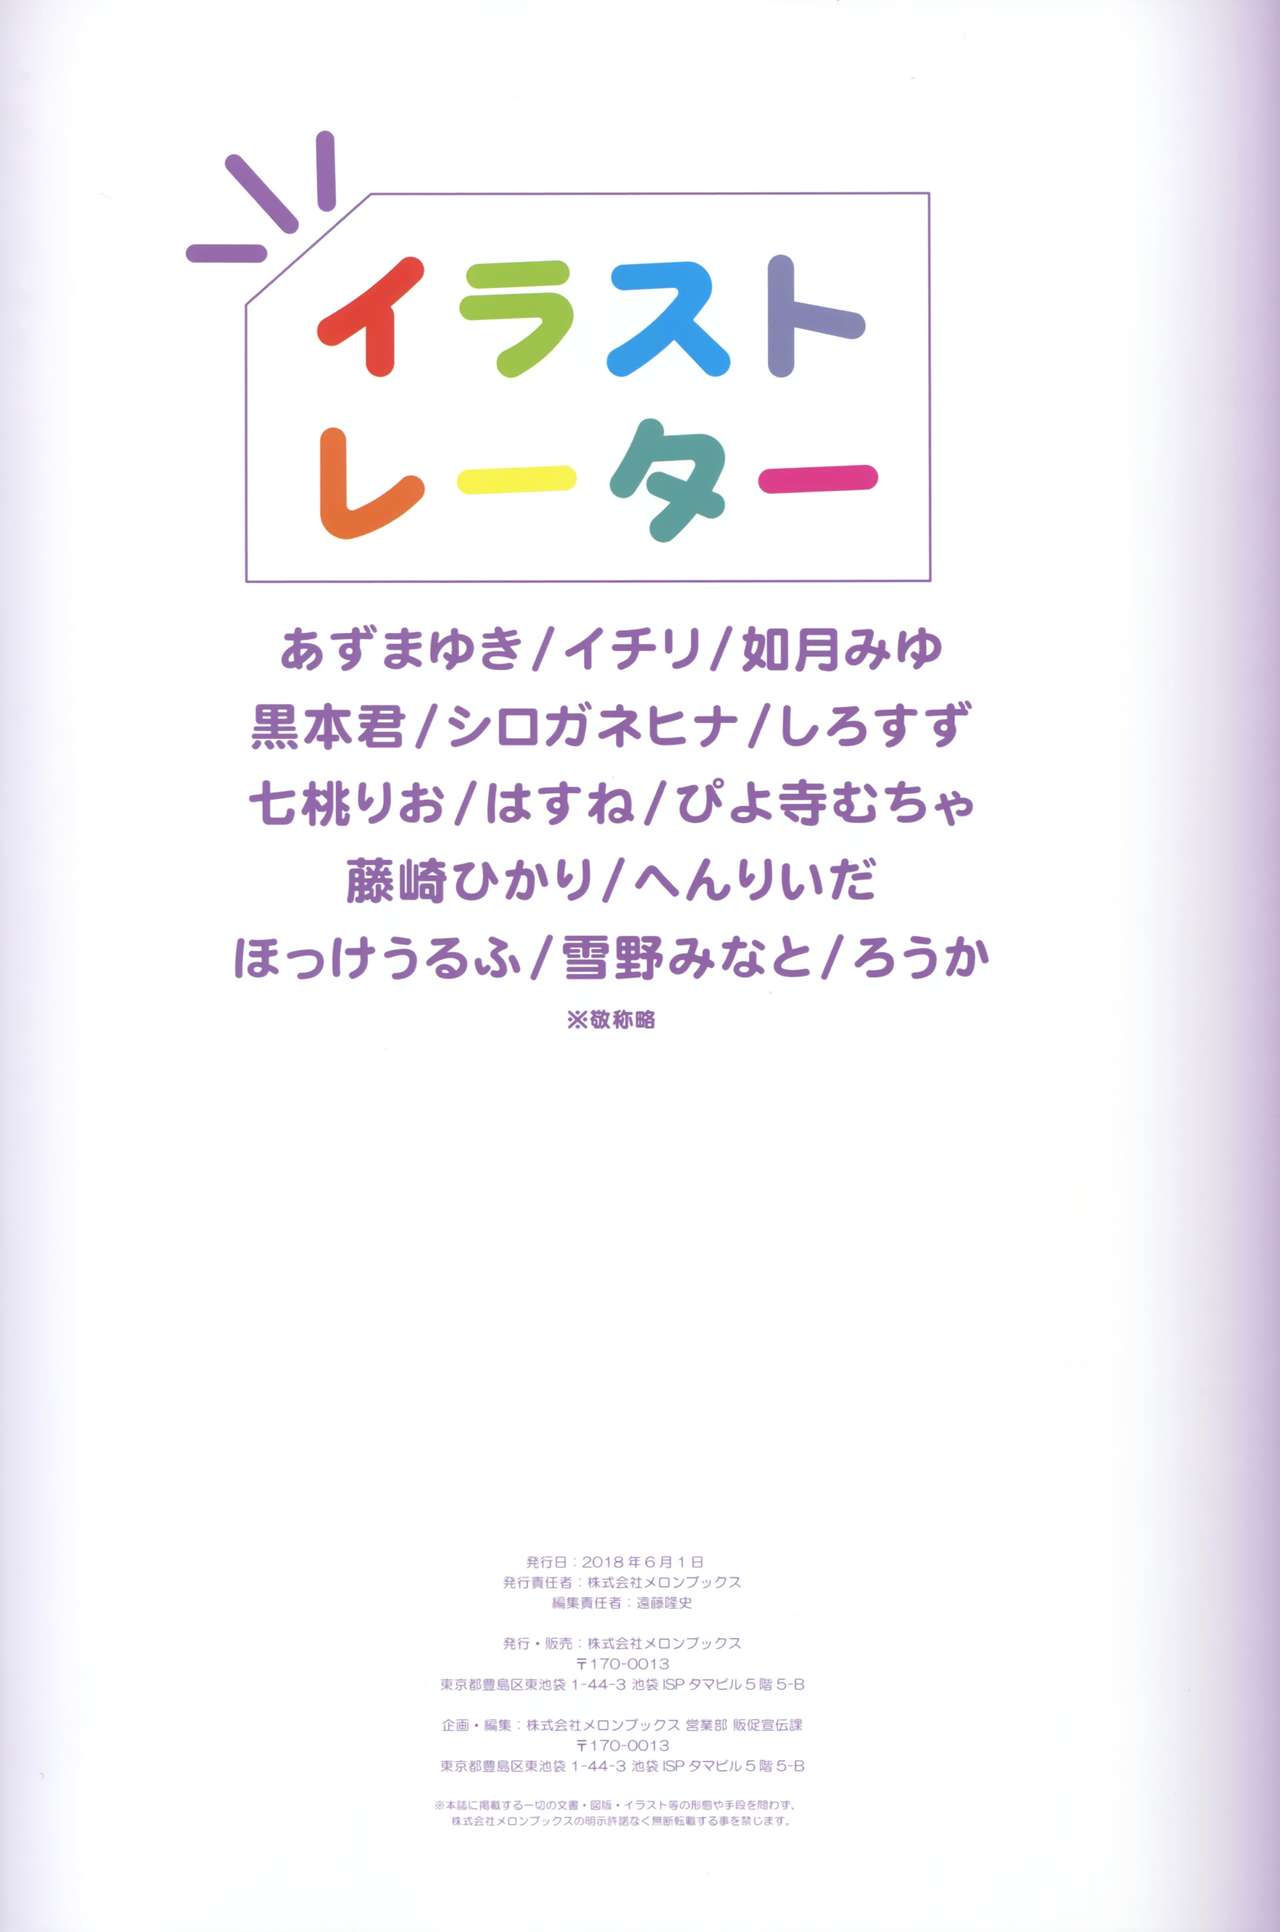 イラスト
レーター
あずまゆき/イチリ/如月みゆ
黒本君/シロガネヒナ/しろすず
七桃りお/はすね/ぴよ寺むちゃ
藤崎ひかり/へんりいだ
ほっけうるふ/雪野みなと/ろうか
※敬称略
発行日：2018年6月1日
発行責任者：株式会社メロンブックス
編集責任者：遠藤隆史
発行・販売：株式会社メロンブックス
〒170-0013
東京都豊島区東池袋 1-44-3 池袋 ISP タマビル 5 階 5-B
企画・編集：株式会社メロンブックス 営業部 販促宣伝課
〒170-0013
東京都豊島区東池袋 1-44-3 池袋 ISP タマビル 5 階 5-B
※本誌に掲載する一切の文書・図版・イラスト等の形態や手段を問わず、
株式会社メロンブックスの明示許諾なく無断転載する事を禁じます。